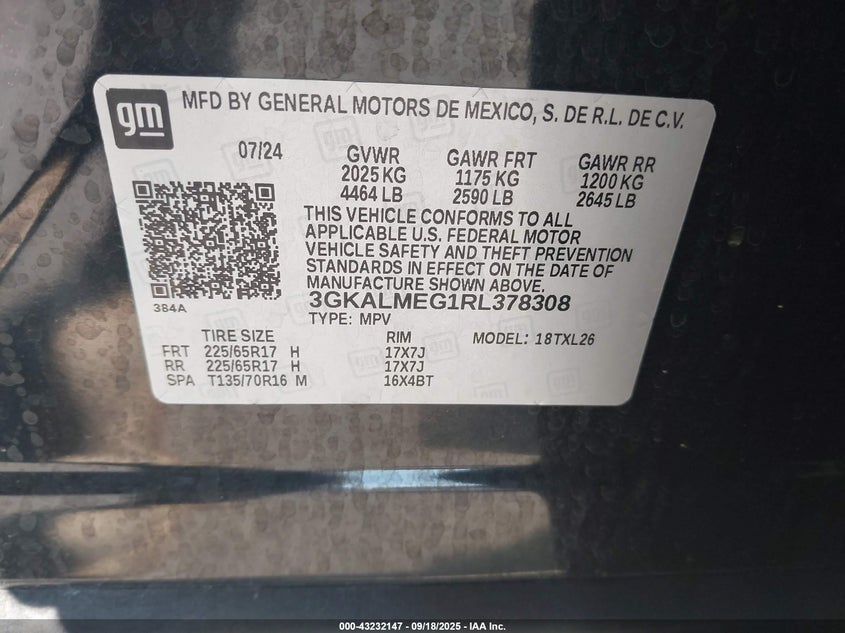 gm
MFD BY GENERAL MOTORS DE MEXICO, S. DE R.L. DE C.V.
07/24 GVWR GAWR FRT GAWR RR
2025 KG 1175 KG 1200 KG
4464 LB 2590 LB 2645 LB
THIS VEHICLE CONFORMS TO ALL
APPLICABLE U.S. FEDERAL MOTOR
VEHICLE SAFETY AND THEFT PREVENTION
STANDARDS IN EFFECT ON THE DATE OF
MANUFACTURE SHOWN ABOVE.
384A
3GKALMEG1RL378308
TYPE: MPV MODEL: 18TXL26
TIRE SIZE RIM
FRT 225/65R17 H 17X7J
RR 225/65R17 H 17X7J
SPA T135/70R16 M 16X4BT
000-43232147 - 09/18/2025 - IAA Inc.